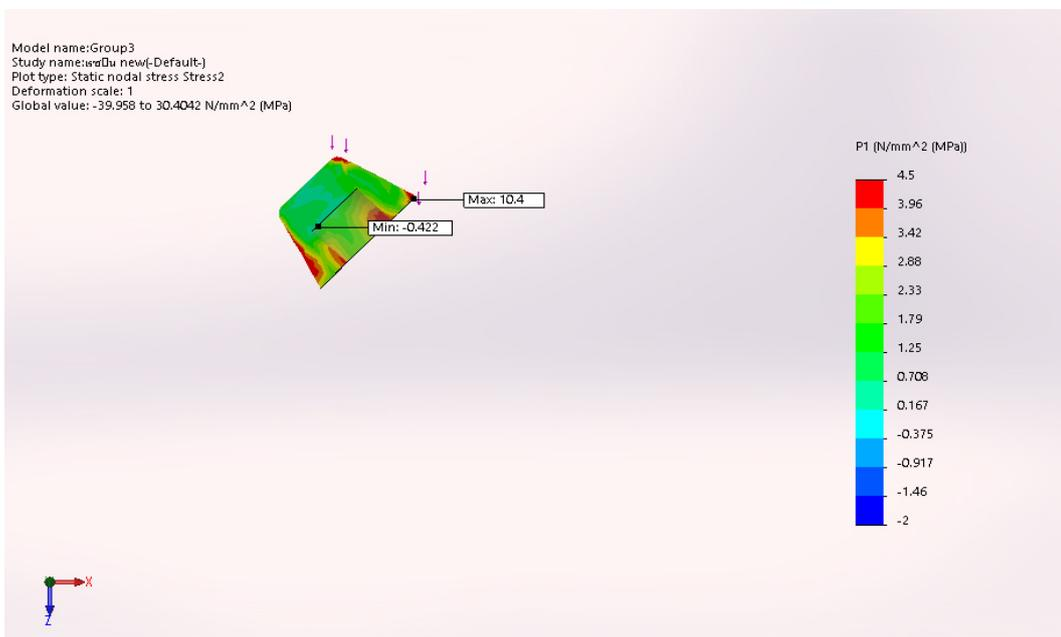 Model name:Group3
Study name: new(-Default-)
Plot type: Static nodal stress Stress2
Deformation scale: 1
Global value: -39.958 to 30.4042 N/mm^2 (MPa)
P1 (N/mm^2 (MPa))
4.5
3.96
Max: 10.4
3.42
Min: -0.422
2.88
2.33
1.79
1.25
0.708
0.167
-0.375
-0.917
-1.46
-2
X
Z